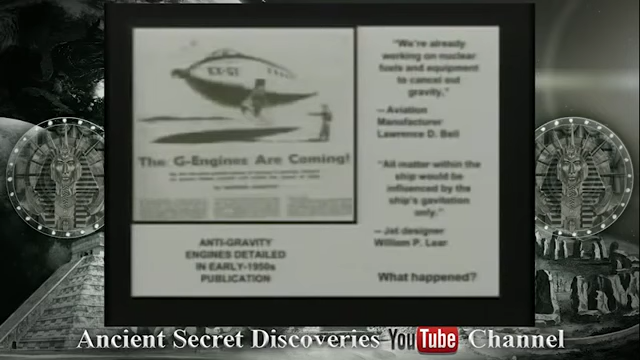 EX-51
The G-Engines Are Coming!
ANTI-GRAVITY
ENGINES DETAILED
IN EARLY-1950s
PUBLICATION
"We're already
working on nuclear
fuels and equipment
to cancel out
gravity,"
— Aviation
Manufacturer
Lawrence D. Bell
"All matter within the
ship would be
influenced by the
ship's gavitation
only."
— Jet designer
William P. Lear
What happened?
Ancient Secret Discoveries YouTube Channel